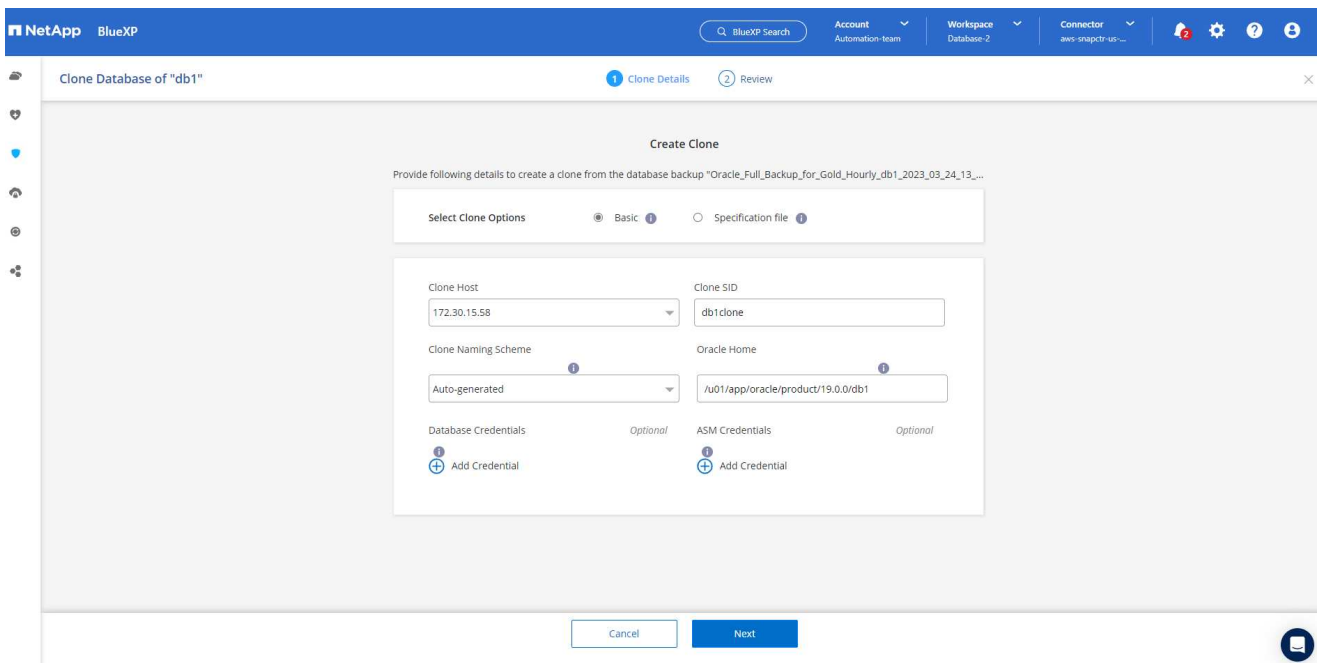 NetApp BlueXP
BlueXP Search
Account
Automation-team
Workspace
Database-2
Connector
aws-snapctr-us-...
2
Clone Database of "db1"
1 Clone Details
2 Review
Create Clone
Provide following details to create a clone from the database backup "Oracle_Full_Backup_for_Gold_Hourly_db1_2023_03_24_13_...
Select Clone Options
Basic
Specification file
Clone Host
Clone SID
172.30.15.58
db1clone
Clone Naming Scheme
Oracle Home
Auto-generated
/u01/app/oracle/product/19.0.0/db1
Database Credentials Optional
ASM Credentials Optional
Add Credential
Add Credential
Cancel
Next